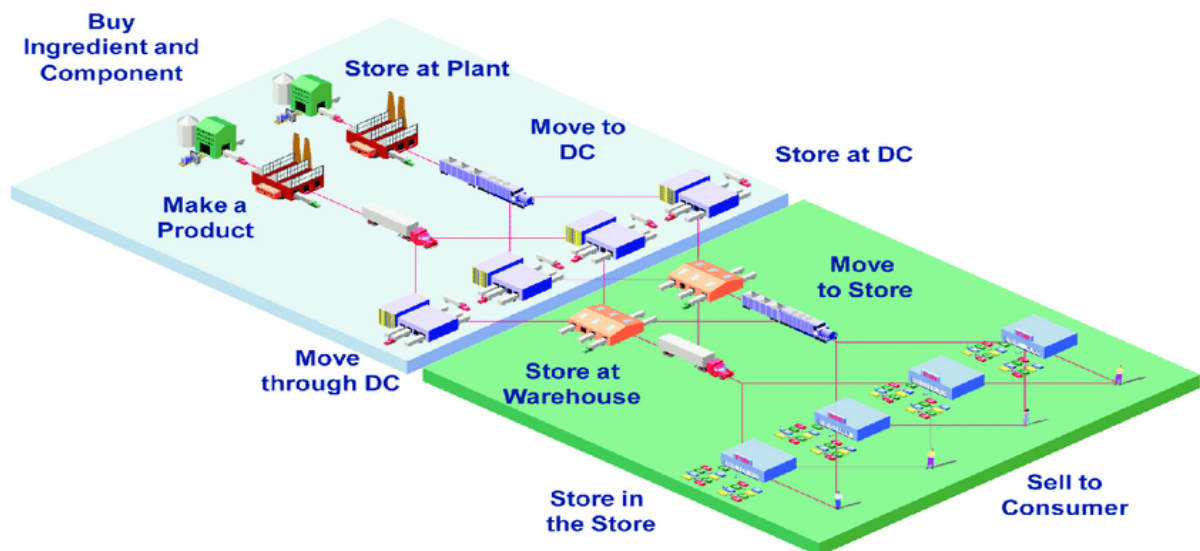 Buy
Ingredient and
Component
Store at Plant
Move to
DC
Store at DC
Make a
Product
Move
to Store
Move
through DC
Store at
Warehouse
Store in
the Store
Sell to
Consumer